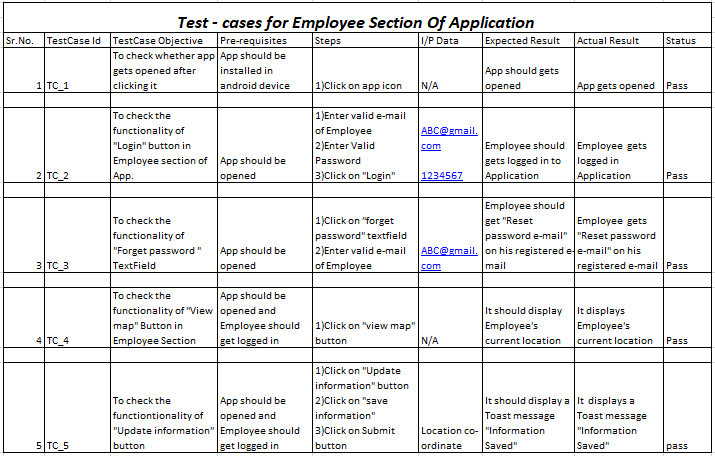 Test - cases for Employee Section Of Application
Sr.No. TestCase Id TestCase Objective Pre-requisites Steps I/P Data Expected Result Actual Result Status
1 TC_1
To check whether app
gets opened after
clicking it
App should be
installed in
android device
1)Click on app icon
N/A
App should gets
opened
App gets opened
Pass
2 TC_2
To check the
functionality of
"Login" button in
Employee section of
App.
App should be
opened
1)Enter valid e-mail
of Employee
2)Enter Valid
Password
3)Click on "Login"
ABC@gmail.
com
1234567
Employee should
gets logged in to
Application
Employee gets
logged in
Application
Pass
3 TC_3
To check the
functionality of
"Forget password "
TextField
App should be
opened
1)Click on "forget
password" textfield
2)Enter valid e-mail
of Employee
ABC@gmail.
com
Employee should
get "Reset
password e-mail"
on his registered e-
mail
Employee gets
"Reset password
e-mail" on his
registered e-mail
Pass
4 TC_4
To check the
functionality of "View
map" Button in
Employee Section
App should be
opened and
Employee should
get logged in
1)Click on "view map"
button
N/A
It should display
Employee's
current location
It displays
Employee's
current location
Pass
5 TC_5
To check the
functiontionality of
"Update information"
button
App should be
opened and
Employee should
get logged in
1)Click on "Update
information" button
2)Click on "save
information"
3)Click on Submit
button
Location co-
ordinate
It should display a
Toast message
"Information
Saved"
It displays a
Toast message
"Information
Saved"
pass